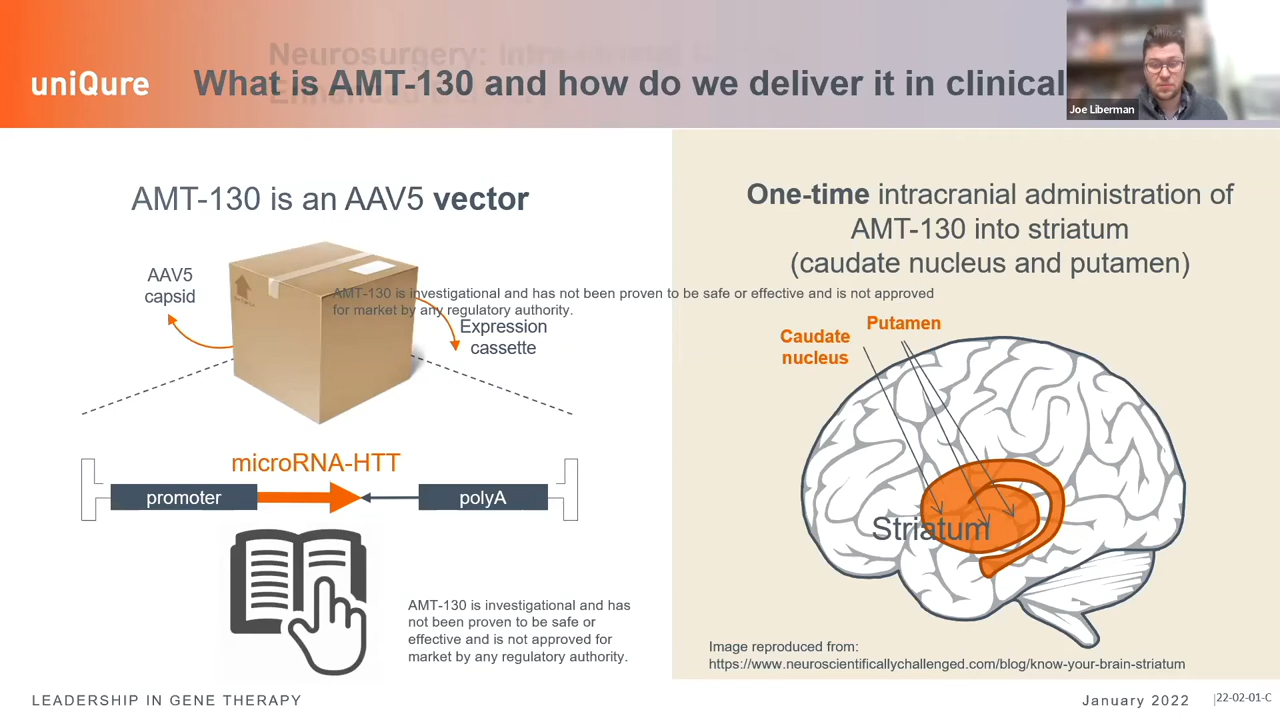 Neurosurgery:
uniQure
What is AMT-130 and how do we deliver it in clinical
Joe Liberman
AMT-130 is an AAV5 vector
AAV5
capsid
Expression
cassette
AMT-130 is investigational and has not been proven to be safe or effective and is not approved
for market by any regulatory authority.
microRNA-HTT
promoter
polyA
AMT-130 is investigational and has
not been proven to be safe or
effective and is not approved for
market by any regulatory authority.
One-time intracranial administration of
AMT-130 into striatum
(caudate nucleus and putamen)
Caudate
nucleus
Putamen
Striatum
Image reproduced from:
https://www.neuroscientificallychallenged.com/blog/know-your-brain-striatum
LEADERSHIP IN GENE THERAPY
January 2022
22-02-01-C